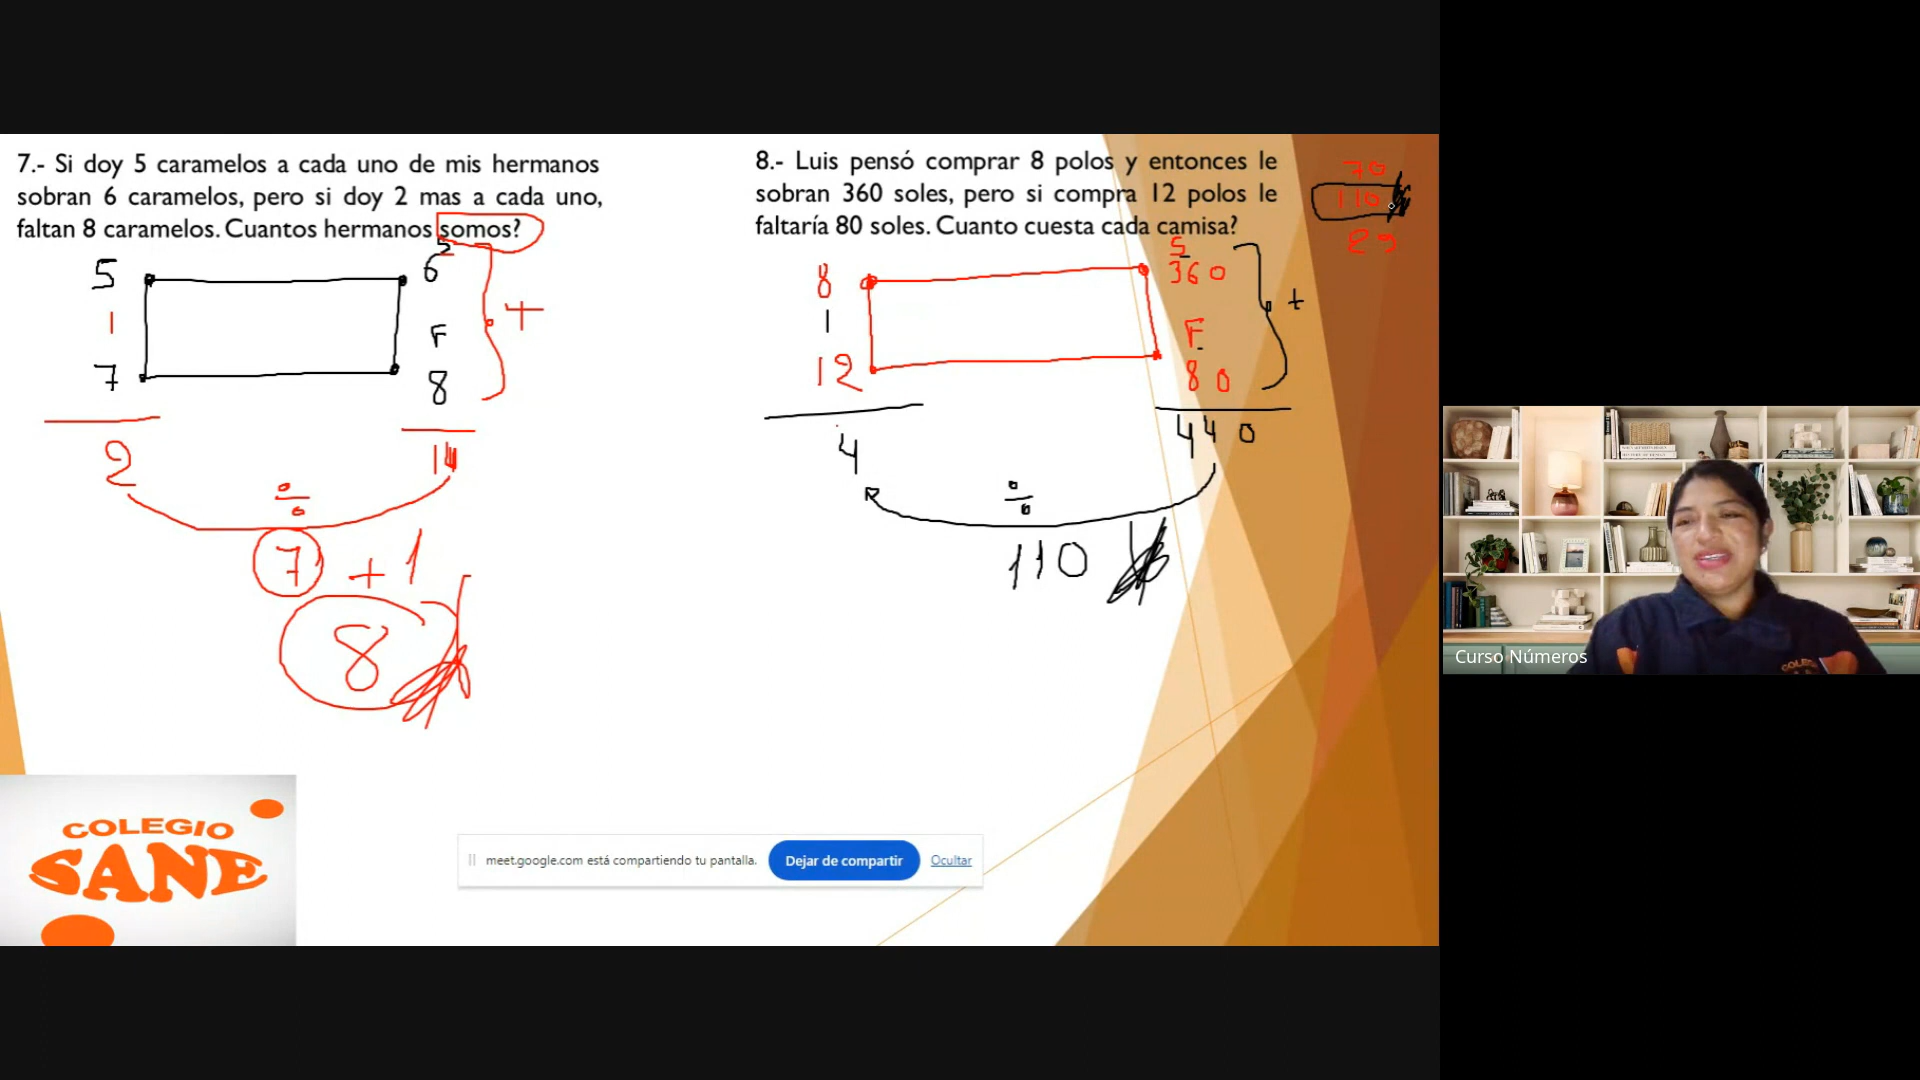 7.- Si doy 5 caramelos a cada uno de mis hermanos
sobran 6 caramelos, pero si doy 2 mas a cada uno,
faltan 8 caramelos. Cuantos hermanos somos?
5
6
1
F
+
7
8
2
14
÷
7 + 1
8
8.- Luis pensó comprar 8 polos y entonces le
sobran 360 soles, pero si compra 12 polos le
faltaría 80 soles. Cuanto cuesta cada camisa?
70
110
S
8
360
1
F
+
12
80
4
440
÷
110
COLEGIO
SANE
meet.google.com está compartiendo tu pantalla.
Dejar de compartir
Ocultar
Curso Números